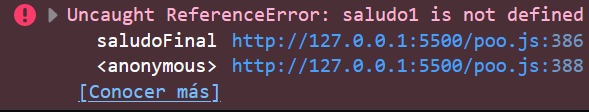 Uncaught ReferenceError: saludo1 is not defined
saludoFinal http://127.0.0.1:5500/poo.js:386
<anonymous> http://127.0.0.1:5500/poo.js:388
[Conocer más]